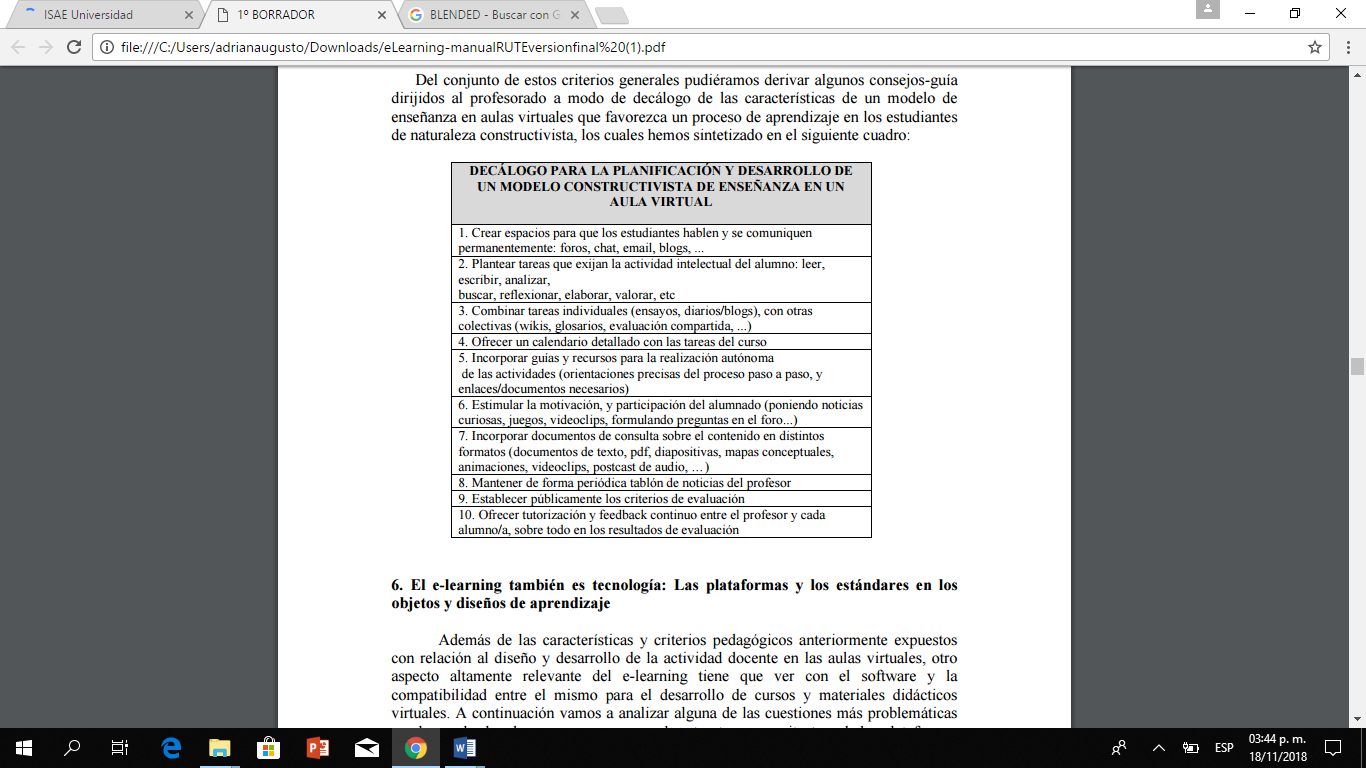 ISAE Universidad
1º BORRADOR
BLENDED - Buscar con G
file:///C:/Users/adrianaugusto/Downloads/eLearning-manualRUTEversionfinal%20(1).pdf
Del conjunto de estos criterios generales pudiéramos derivar algunos consejos-guía
dirijidos al profesorado a modo de decálogo de las características de un modelo de
enseñanza en aulas virtuales que favorezca un proceso de aprendizaje en los estudiantes
de naturaleza constructivista, los cuales hemos sintetizado en el siguiente cuadro:
DECÁLOGO PARA LA PLANIFICACIÓN Y DESARROLLO DE
UN MODELO CONSTRUCTIVISTA DE ENSEÑANZA EN UN
AULA VIRTUAL
1. Crear espacios para que los estudiantes hablen y se comuniquen
permanentemente: foros, chat, email, blogs, ...
2. Plantear tareas que exijan la actividad intelectual del alumno: leer,
escribir, analizar,
buscar, reflexionar, elaborar, valorar, etc
3. Combinar tareas individuales (ensayos, diarios/blogs), con otras
colectivas (wikis, glosarios, evaluación compartida, ...)
4. Ofrecer un calendario detallado con las tareas del curso
5. Incorporar guías y recursos para la realización autónoma
de las actividades (orientaciones precisas del proceso paso a paso, y
enlaces/documentos necesarios)
6. Estimular la motivación, y participación del alumnado (poniendo noticias
curiosas, juegos, videoclips, formulando preguntas en el foro...)
7. Incorporar documentos de consulta sobre el contenido en distintos
formatos (documentos de texto, pdf, diapositivas, mapas conceptuales,
animaciones, videoclips, postcast de audio, …)
8. Mantener de forma periódica tablón de noticias del profesor
9. Establecer públicamente los criterios de evaluación
10. Ofrecer tutorización y feedback continuo entre el profesor y cada
alumno/a, sobre todo en los resultados de evaluación
6. El e-learning también es tecnología: Las plataformas y los estándares en los
objetos y diseños de aprendizaje
Además de las características y criterios pedagógicos anteriormente expuestos
con relación al diseño y desarrollo de la actividad docente en las aulas virtuales, otro
aspecto altamente relevante del e-learning tiene que ver con el software y la
compatibilidad entre el mismo para el desarrollo de cursos y materiales didácticos
virtuales. A continuación vamos a analizar alguna de las cuestiones más problemáticas
ESP
03:44 p. m.
18/11/2018